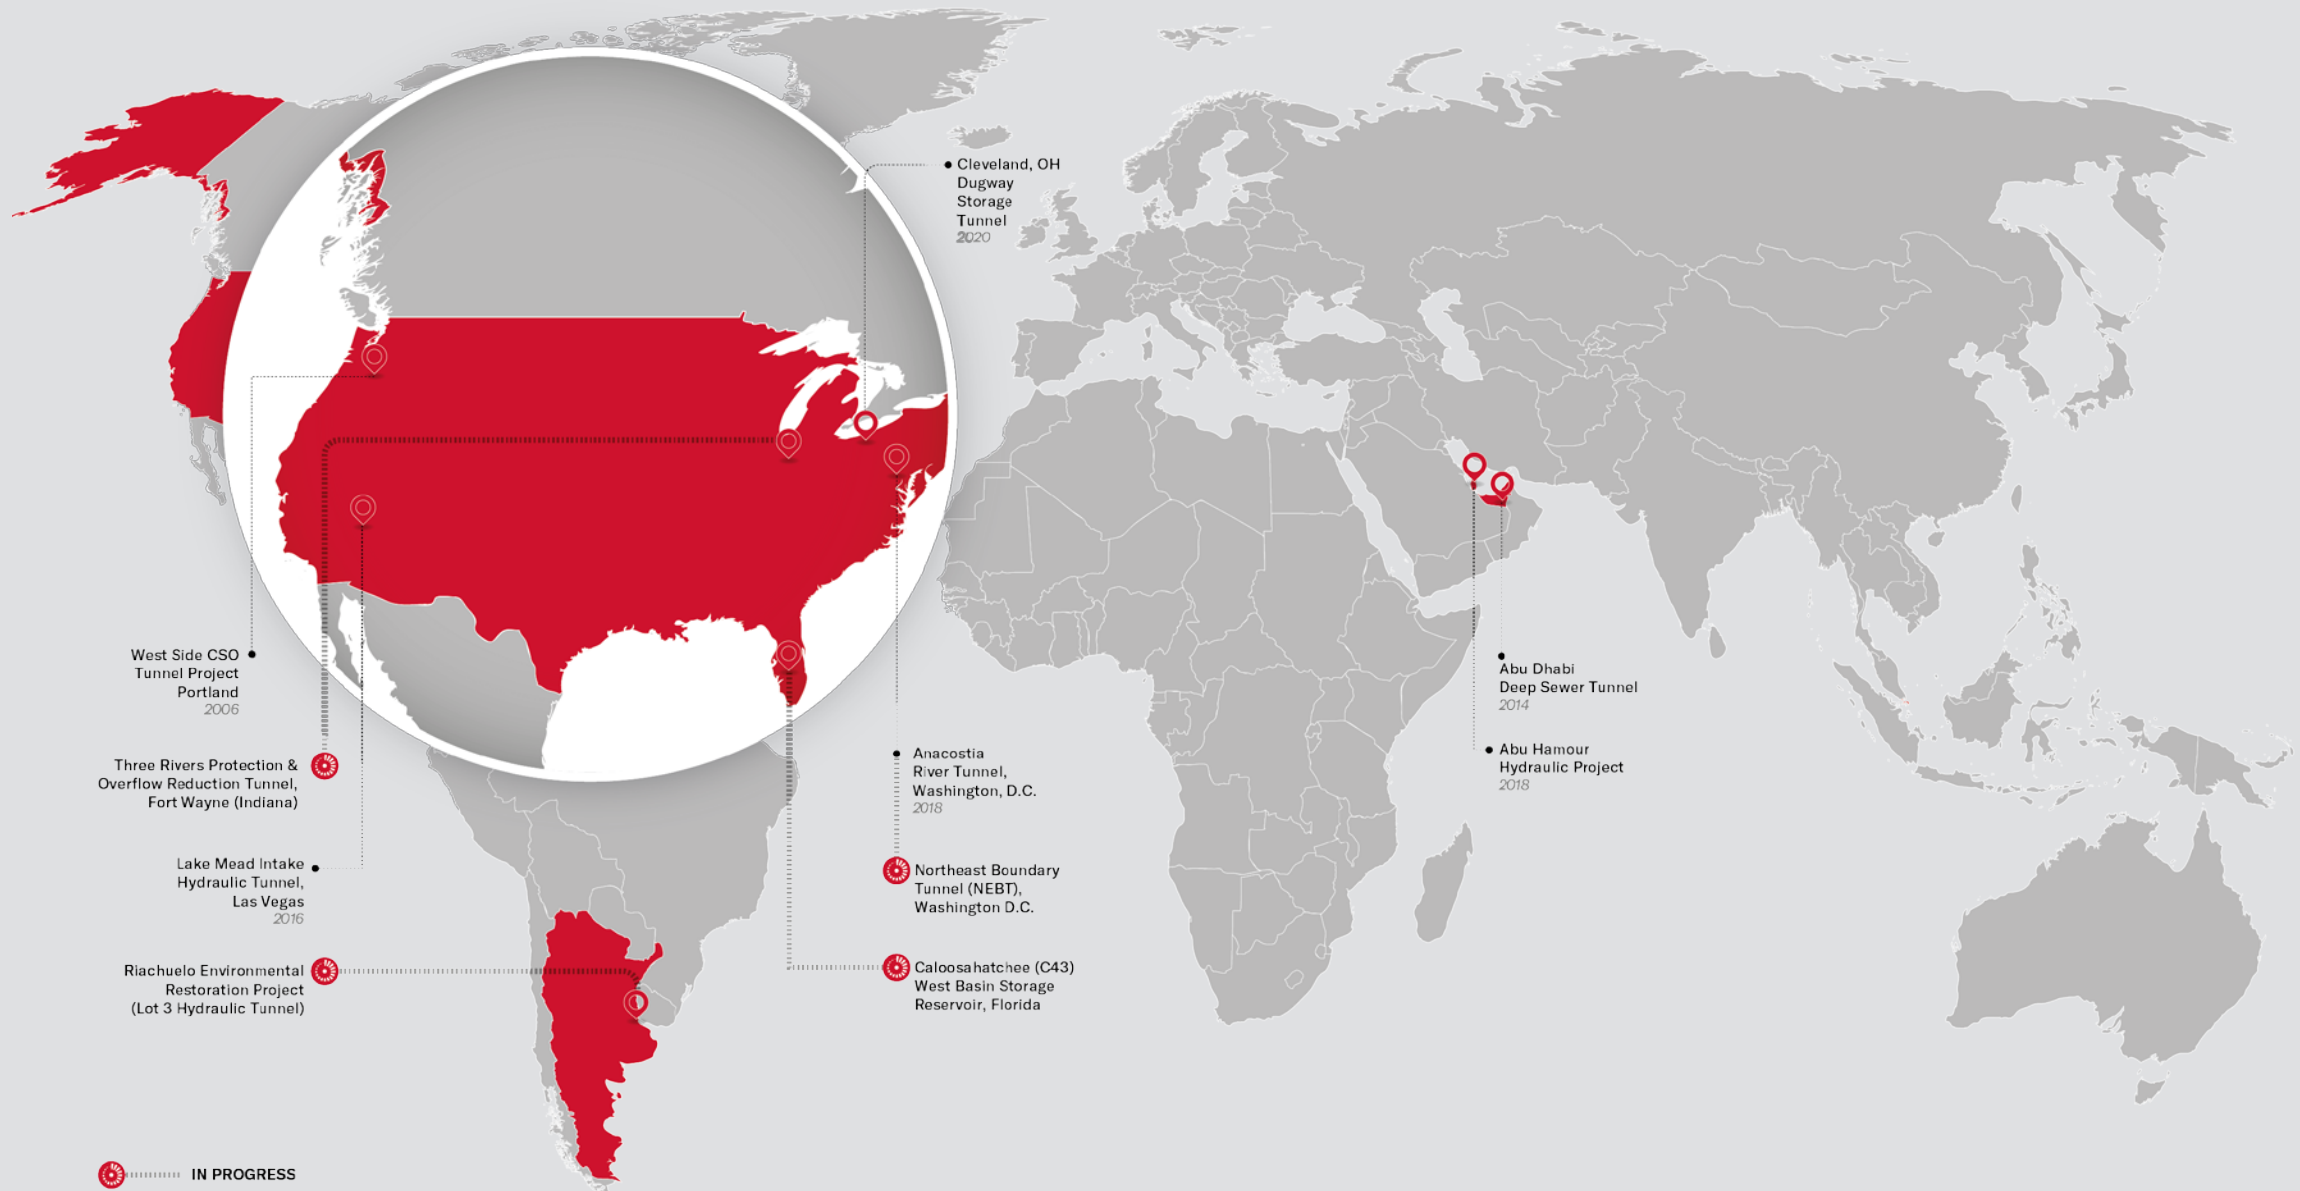 Cleveland, OH
Dugway
Storage
Tunnel
2020
West Side CSO
Tunnel Project
Portland
2006
Three Rivers Protection &
Overflow Reduction Tunnel,
Fort Wayne (Indiana)
Lake Mead Intake
Hydraulic Tunnel,
Las Vegas
2016
Riachuelo Environmental
Restoration Project
(Lot 3 Hydraulic Tunnel)
Anacostia
River Tunnel,
Washington, D.C.
2018
Northeast Boundary
Tunnel (NEBT),
Washington D.C.
Caloosahatchee (C43)
West Basin Storage
Reservoir, Florida
Abu Dhabi
Deep Sewer Tunnel
2014
Abu Hamour
Hydraulic Project
2018
IN PROGRESS